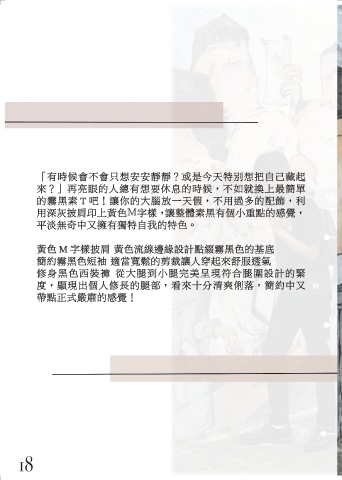 「有時候會不會只想安安靜靜？或是今天特別想把自己藏起
來？」再亮眼的人總有想要休息的時候，不如就換上最簡單
的霧黑素 T 吧！讓你的大腦放一天假，不用過多的配飾，利
用深灰披肩印上黃色M字樣，讓整體素黑有個小重點的感覺，
平淡無奇中又擁有獨特自我的特色。
黃色 M 字樣披肩 黃色流線邊緣設計點綴霧黑色的基底
簡約霧黑色短袖 適當寬鬆的剪裁讓人穿起來舒服透氣
修身黑色西裝褲 從大腿到小腿完美呈現符合腿圍設計的緊
度，顯現出個人修長的腿部，看來十分清爽俐落，簡約中又
帶點正式嚴肅的感覺！
18